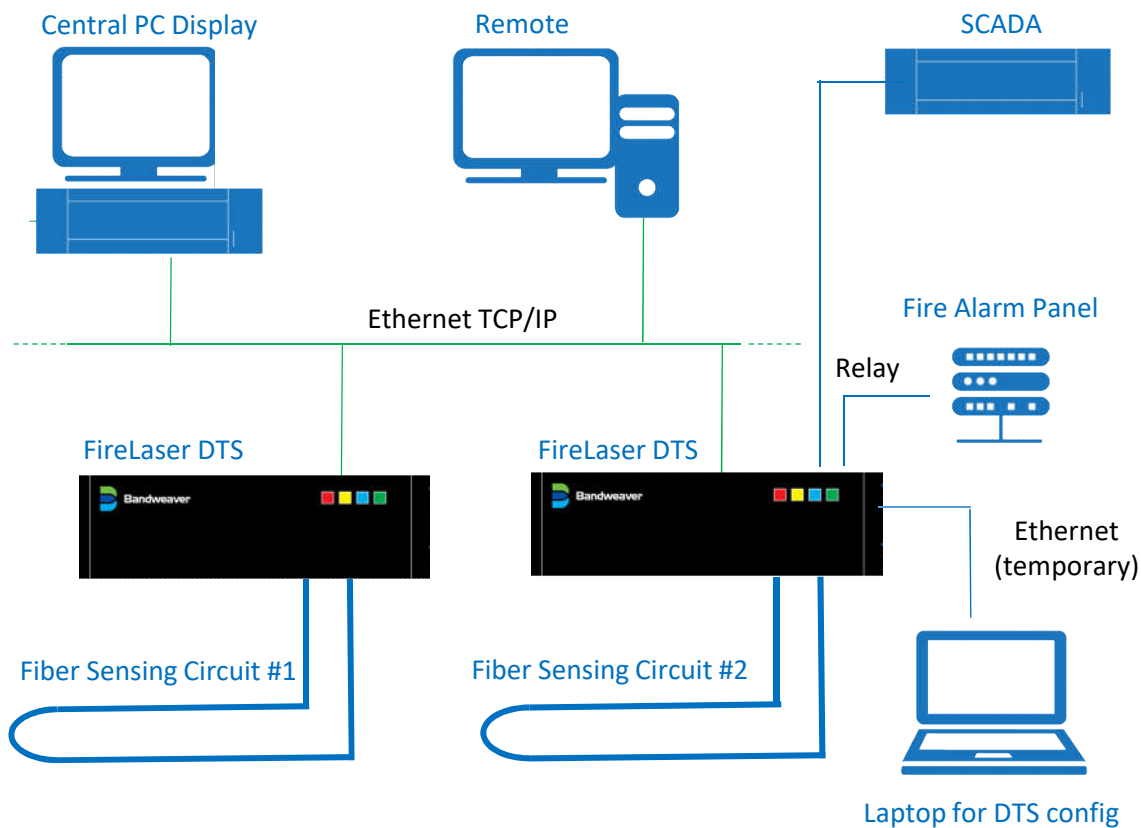 Central PC Display
Remote
SCADA
Ethernet TCP/IP
Fire Alarm Panel
Relay
FireLaser DTS
FireLaser DTS
Bandweaver
Bandweaver
Ethernet
(temporary)
Fiber Sensing Circuit #1
Fiber Sensing Circuit #2
Laptop for DTS config